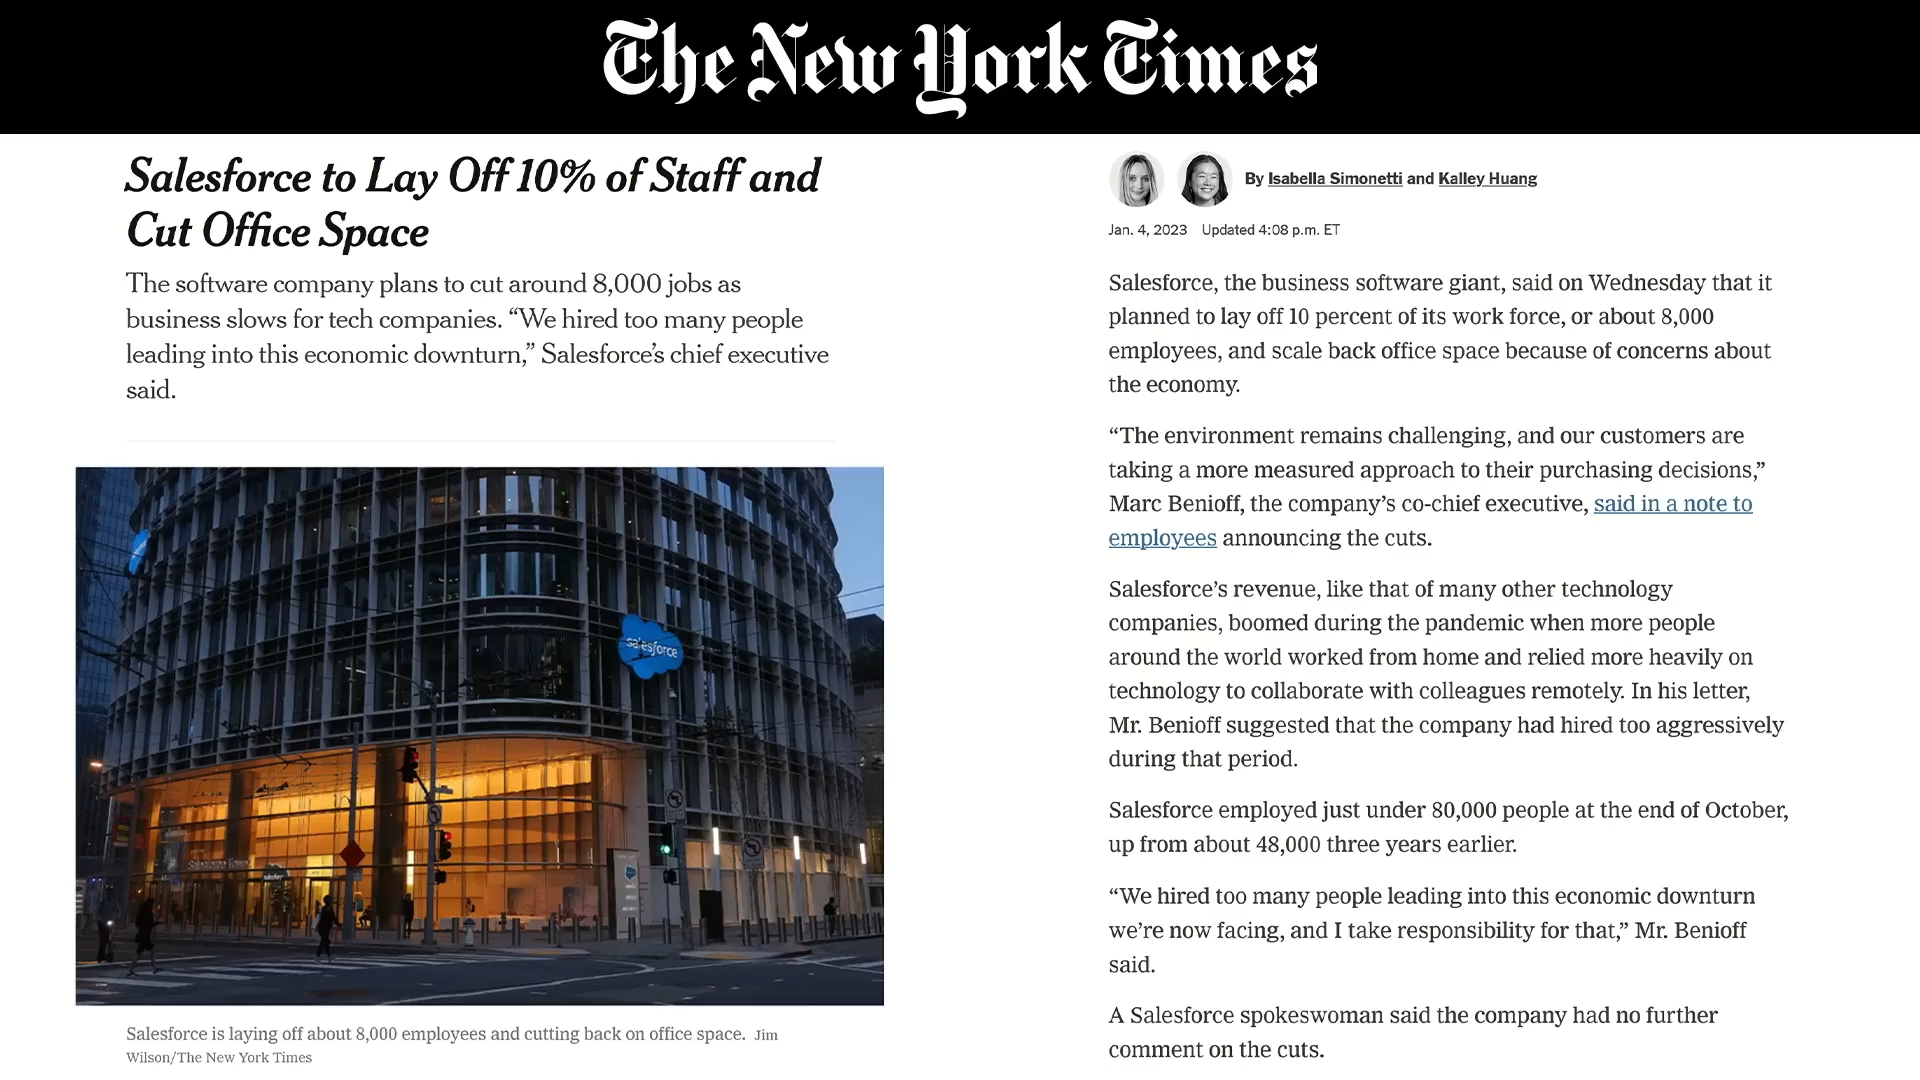 The New York Times
Salesforce to Lay Off 10% of Staff and
Cut Office Space
The software company plans to cut around 8,000 jobs as
business slows for tech companies. “We hired too many people
leading into this economic downturn,” Salesforce’s chief executive
said.
salesforce
Salesforce is laying off about 8,000 employees and cutting back on office space. Jim
Wilson/The New York Times
By Isabella Simonetti and Kalley Huang
Jan. 4, 2023 Updated 4:08 p.m. ET
Salesforce, the business software giant, said on Wednesday that it
planned to lay off 10 percent of its work force, or about 8,000
employees, and scale back office space because of concerns about
the economy.
“The environment remains challenging, and our customers are
taking a more measured approach to their purchasing decisions,”
Marc Benioff, the company’s co-chief executive, said in a note to
employees announcing the cuts.
Salesforce’s revenue, like that of many other technology
companies, boomed during the pandemic when more people
around the world worked from home and relied more heavily on
technology to collaborate with colleagues remotely. In his letter,
Mr. Benioff suggested that the company had hired too aggressively
during that period.
Salesforce employed just under 80,000 people at the end of October,
up from about 48,000 three years earlier.
“We hired too many people leading into this economic downturn
we’re now facing, and I take responsibility for that,” Mr. Benioff
said.
A Salesforce spokeswoman said the company had no further
comment on the cuts.